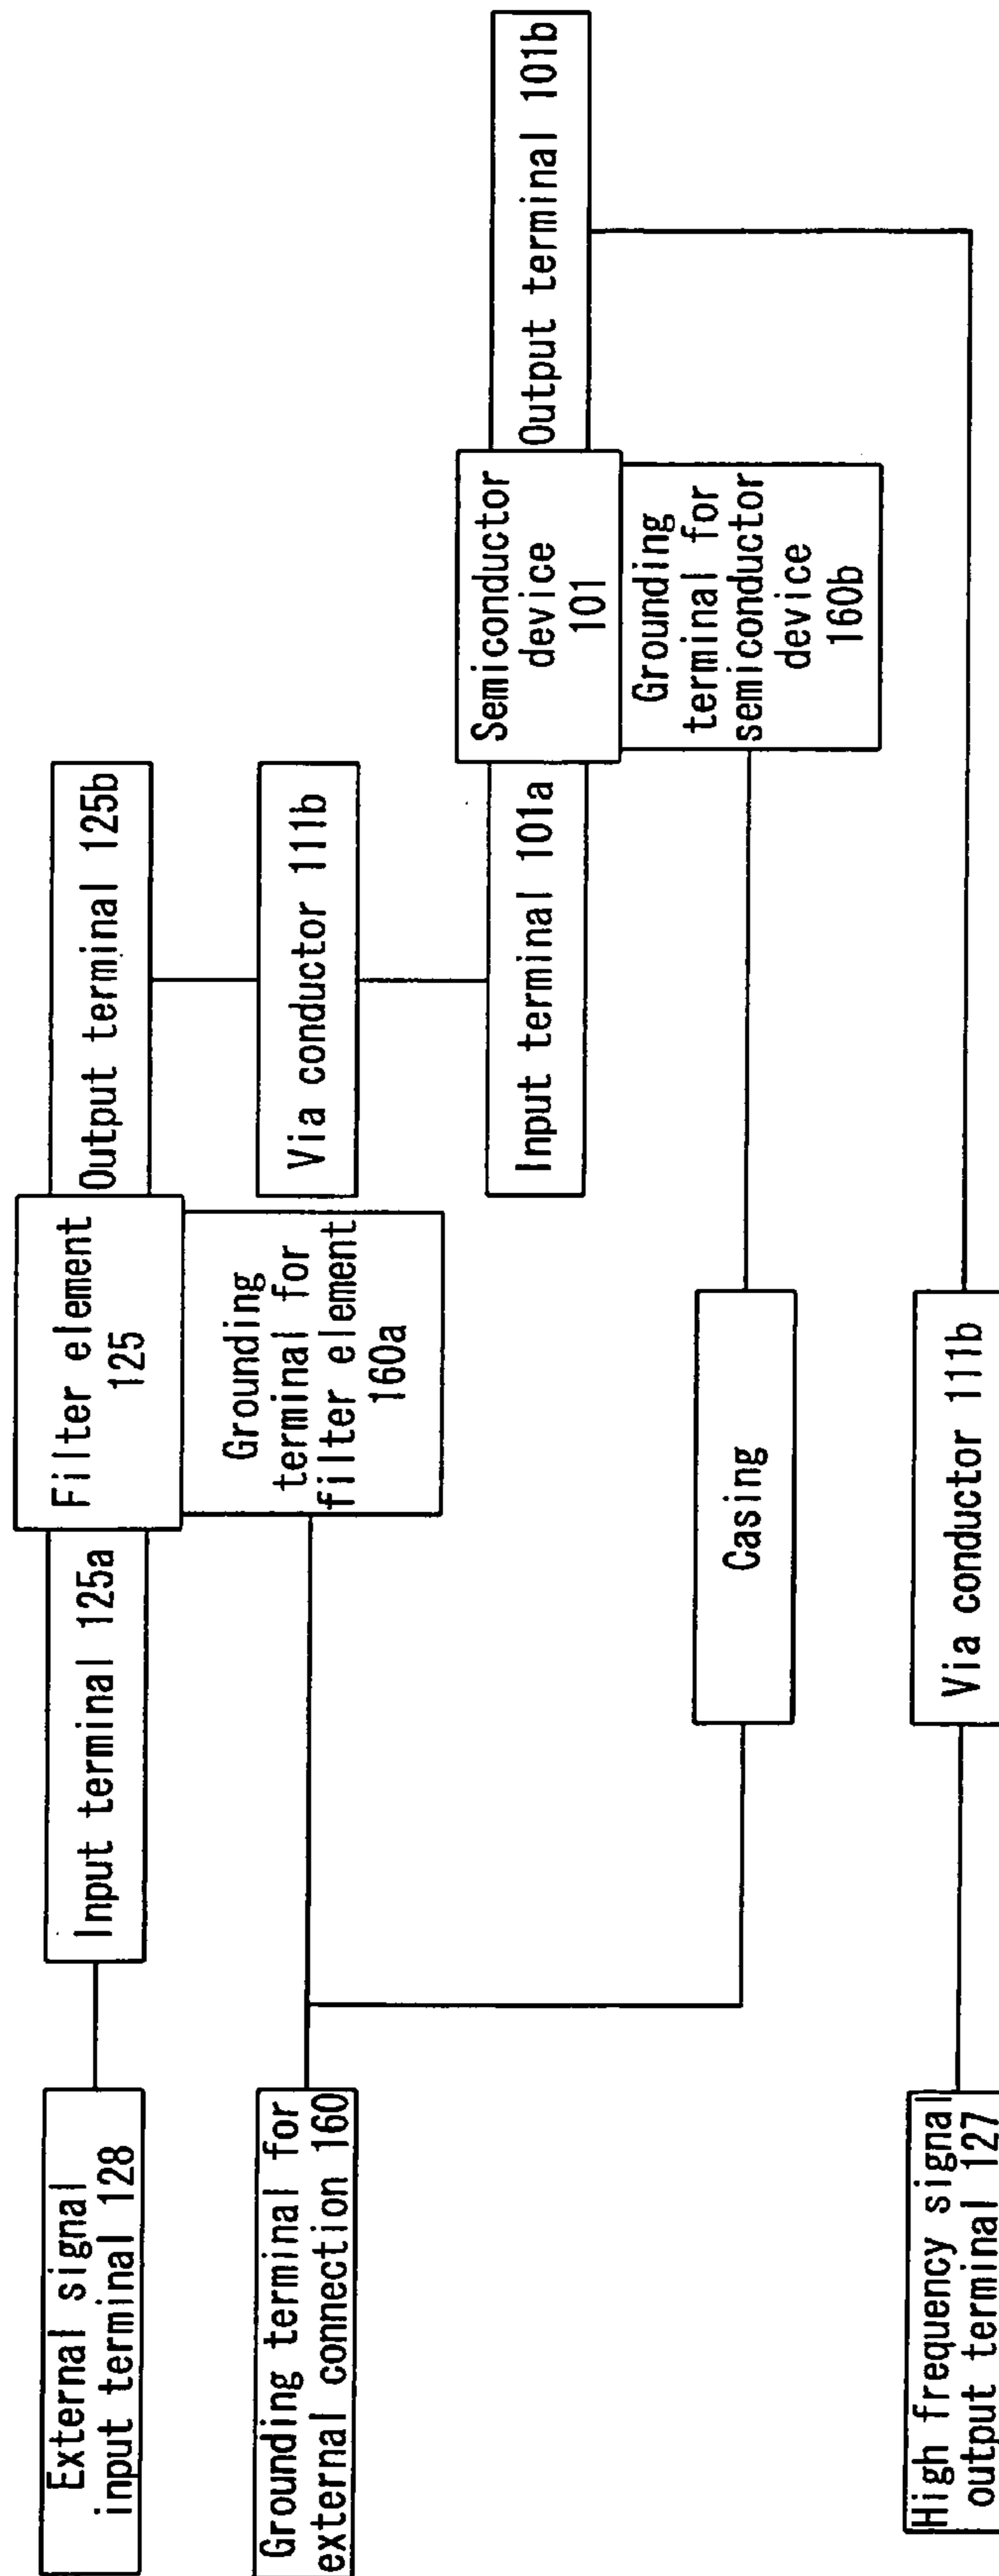 External signal
input terminal 128
Input terminal 125a
Filter element
125
Output terminal 125b
Grounding terminal for
external connection 160
Grounding
terminal for
filter element
160a
Via conductor 111b
Input terminal 101a
Semiconductor
device
101
Output terminal 101b
Grounding
terminal for
semiconductor
device
160b
Casing
High frequency signal
output terminal 127
Via conductor 111b